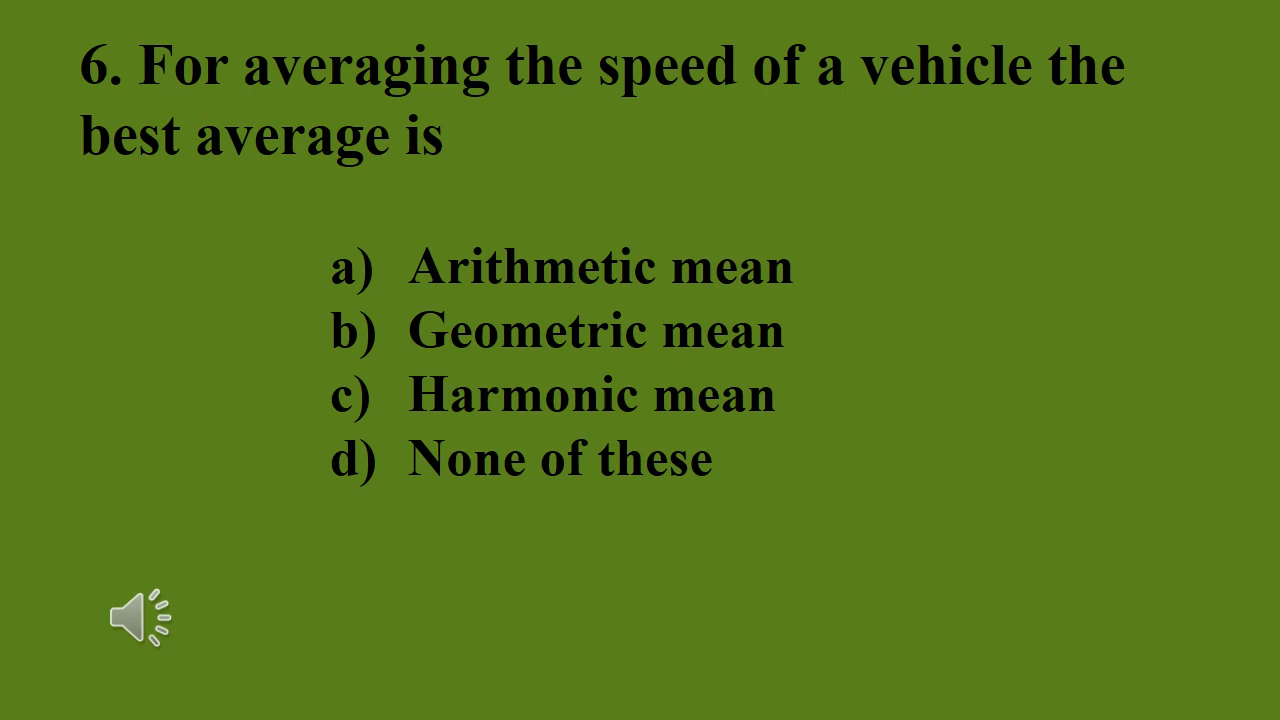 6. For averaging the speed of a vehicle the
best average is
a) Arithmetic mean
b) Geometric mean
c) Harmonic mean
d) None of these